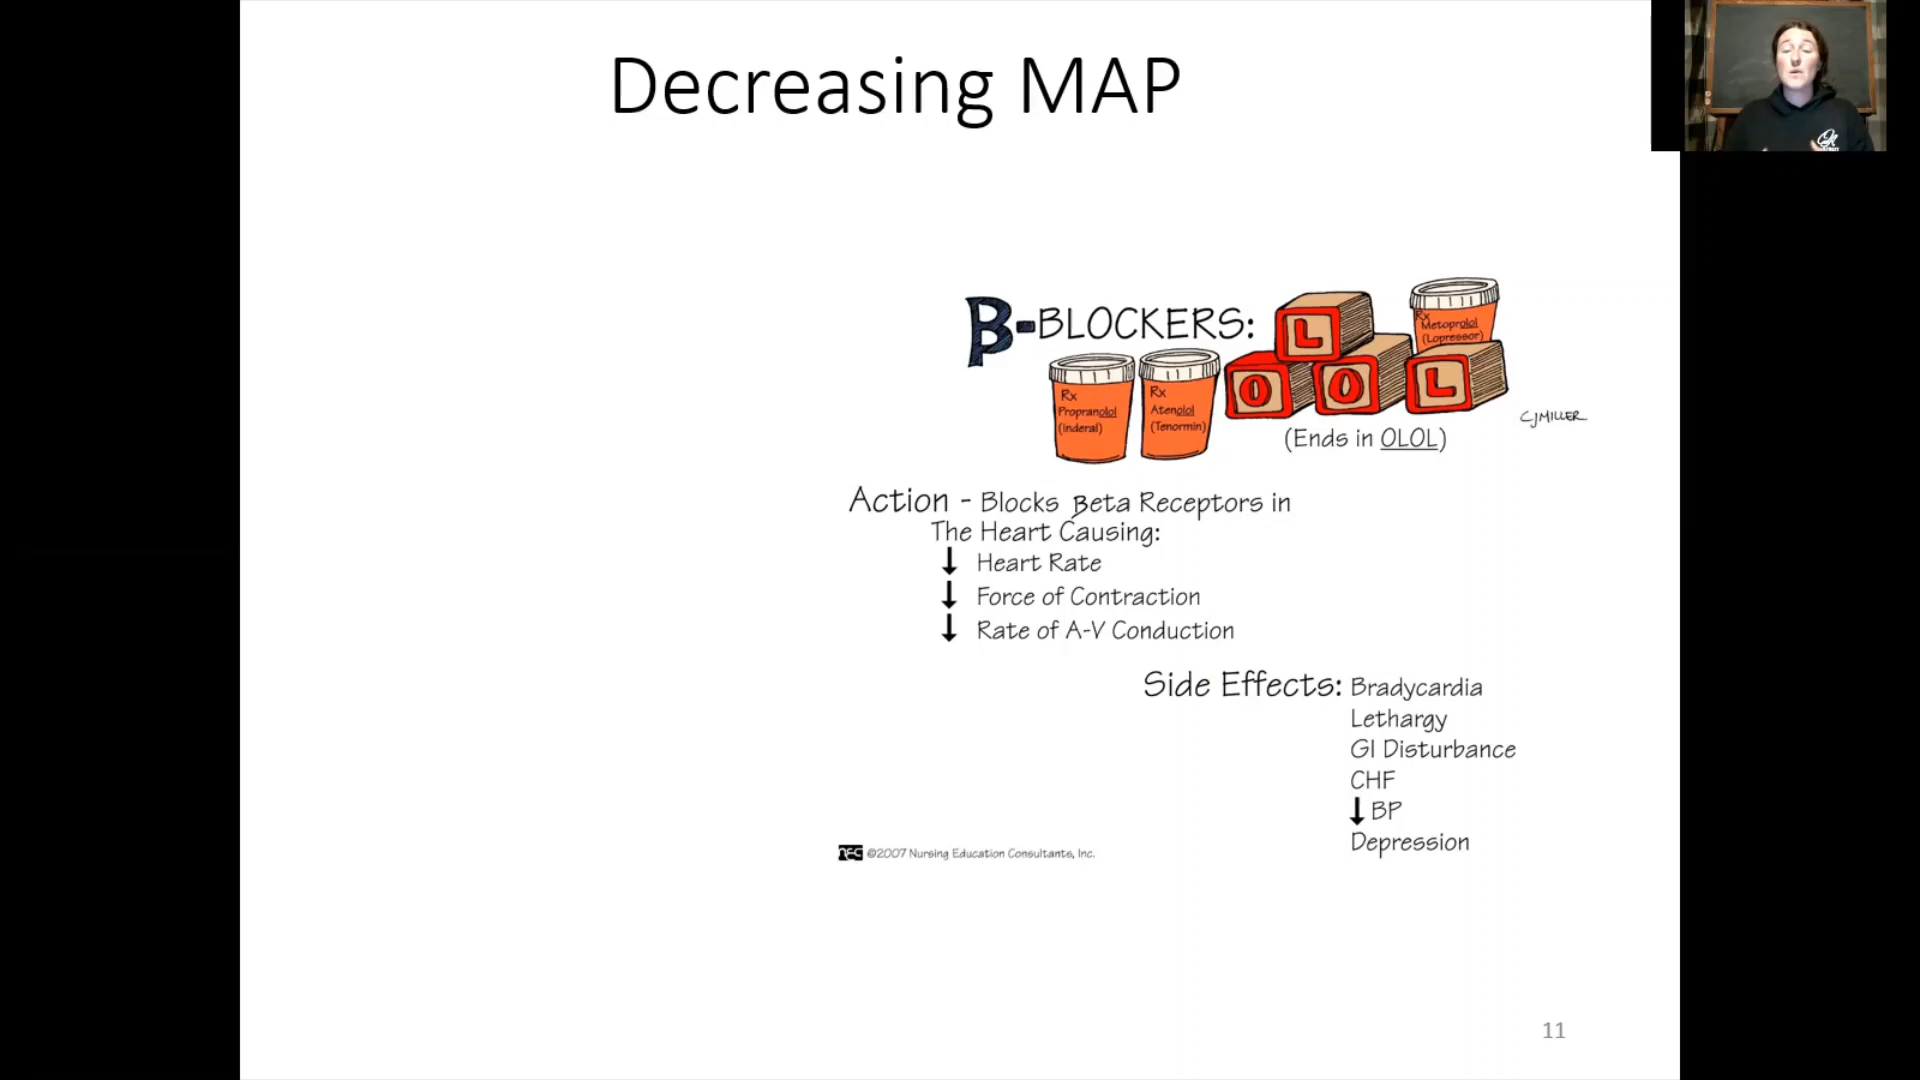 Decreasing MAP
β-BLOCKERS:
L
O O L
Rx
Metoprolol
(Lopressor)
Rx
Propranolol
(Inderal)
Rx
Atenolol
(Tenormin)
CJMILLER
(Ends in OLOL)
Action - Blocks Beta Receptors in
The Heart Causing:
↓ Heart Rate
↓ Force of Contraction
↓ Rate of A-V Conduction
Side Effects: Bradycardia
Lethargy
GI Disturbance
CHF
↓ BP
Depression
nec ©2007 Nursing Education Consultants, Inc.
11